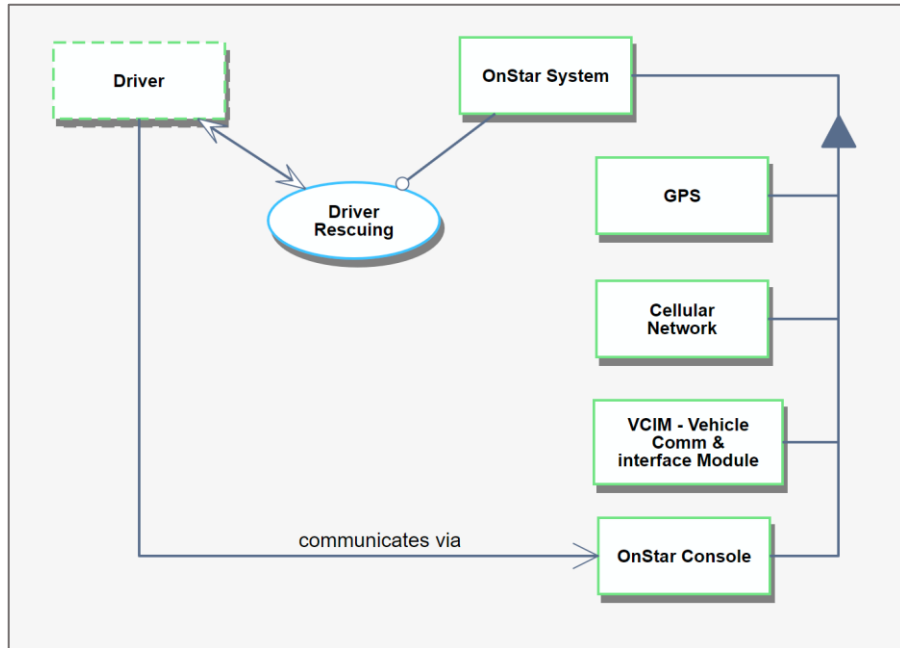 Driver
OnStar System
Driver
Rescuing
GPS
Cellular
Network
VCIM - Vehicle
Comm &
interface Module
communicates via
OnStar Console